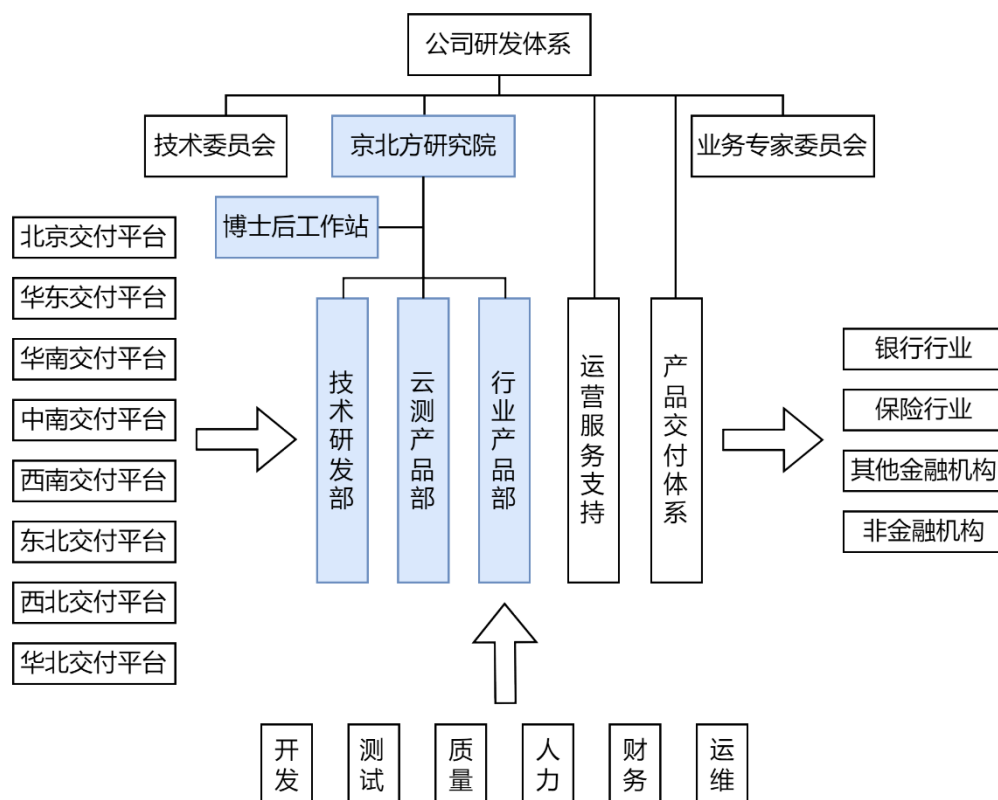 公司研发体系
技术委员会
京北方研究院
业务专家委员会
博士后工作站
北京交付平台
华东交付平台
华南交付平台
中南交付平台
西南交付平台
东北交付平台
西北交付平台
华北交付平台
技术研发部
云测产品部
行业产品部
运营服务支持
产品交付体系
银行行业
保险行业
其他金融机构
非金融机构
开发
测试
质量
人力
财务
运维